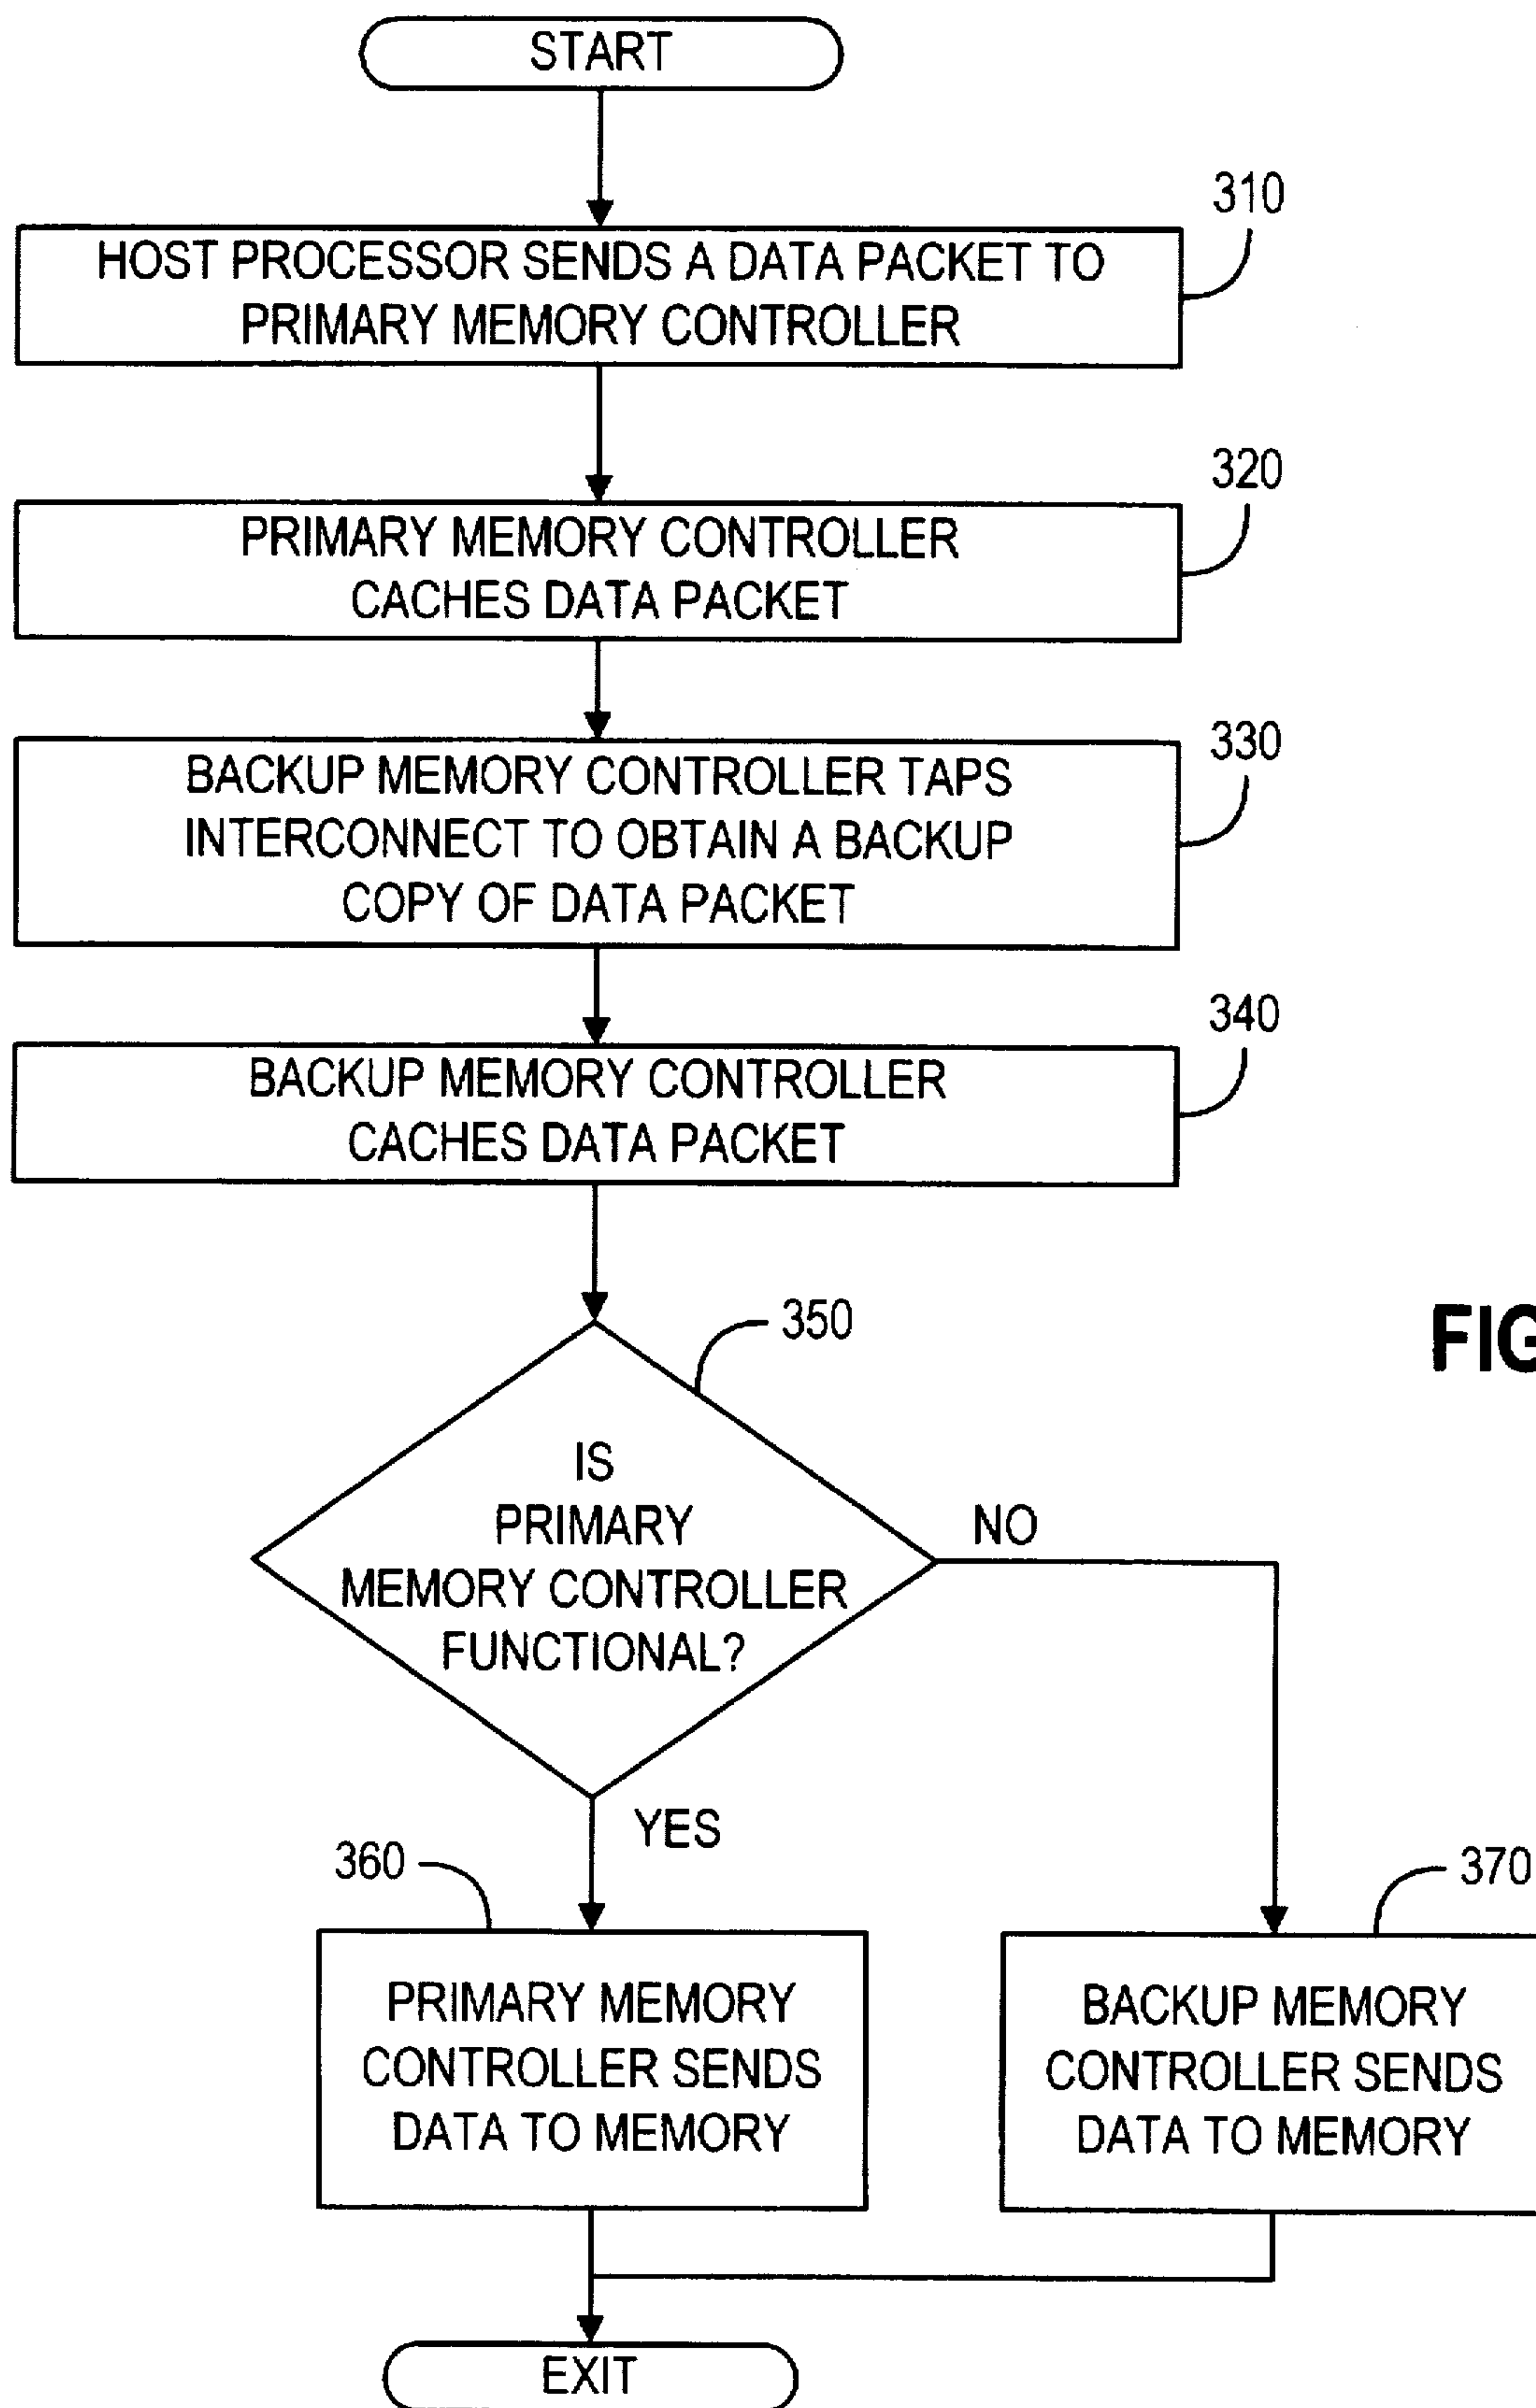 START
310
HOST PROCESSOR SENDS A DATA PACKET TO
PRIMARY MEMORY CONTROLLER
320
PRIMARY MEMORY CONTROLLER
CACHES DATA PACKET
330
BACKUP MEMORY CONTROLLER TAPS
INTERCONNECT TO OBTAIN A BACKUP
COPY OF DATA PACKET
340
BACKUP MEMORY CONTROLLER
CACHES DATA PACKET
350
FIG
IS
PRIMARY
MEMORY CONTROLLER
FUNCTIONAL?
NO
YES
360
370
PRIMARY MEMORY
CONTROLLER SENDS
DATA TO MEMORY
BACKUP MEMORY
CONTROLLER SENDS
DATA TO MEMORY
EXIT